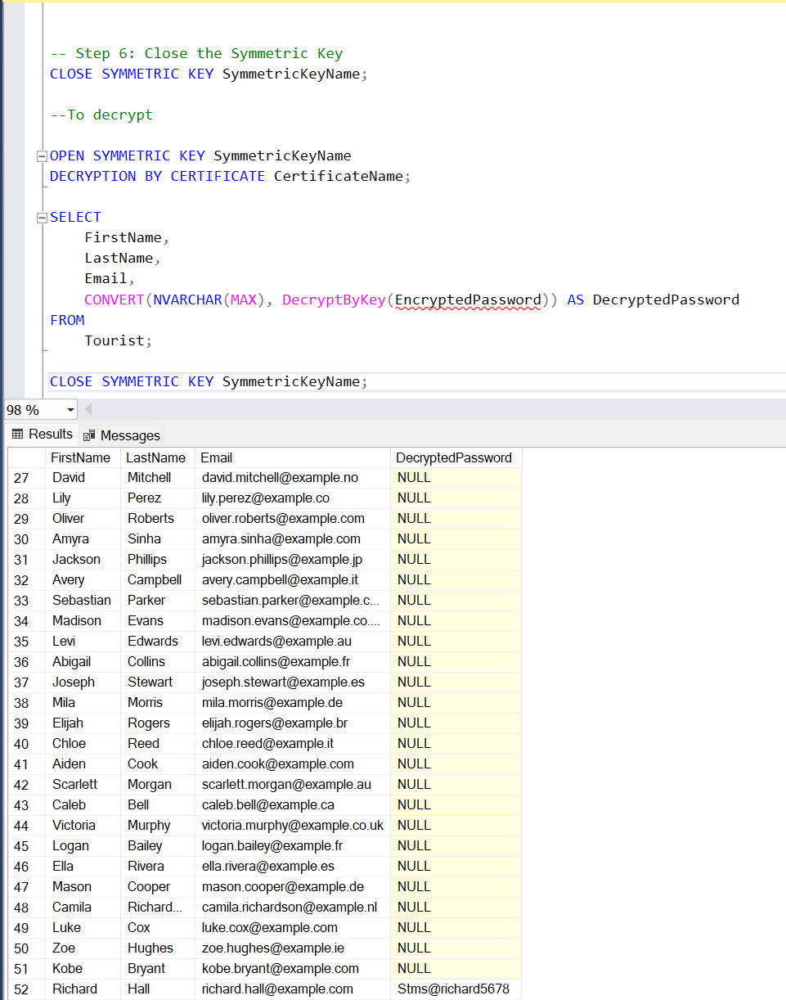 -- Step 6: Close the Symmetric Key
CLOSE SYMMETRIC KEY SymmetricKeyName;
--To decrypt
OPEN SYMMETRIC KEY SymmetricKeyName
DECRYPTION BY CERTIFICATE CertificateName;
SELECT
FirstName,
LastName,
Email,
CONVERT(NVARCHAR(MAX), DecryptByKey(EncryptedPassword)) AS DecryptedPassword
FROM
Tourist;
CLOSE SYMMETRIC KEY SymmetricKeyName;
98 %
Results Messages
FirstName LastName Email DecryptedPassword
27 David Mitchell david.mitchell@example.no NULL
28 Lily Perez lily.perez@example.co NULL
29 Oliver Roberts oliver.roberts@example.com NULL
30 Amyra Sinha amyra.sinha@example.com NULL
31 Jackson Phillips jackson.phillips@example.jp NULL
32 Avery Campbell avery.campbell@example.it NULL
33 Sebastian Parker sebastian.parker@example.c... NULL
34 Madison Evans madison.evans@example.co.... NULL
35 Levi Edwards levi.edwards@example.au NULL
36 Abigail Collins abigail.collins@example.fr NULL
37 Joseph Stewart joseph.stewart@example.es NULL
38 Mila Morris mila.morris@example.de NULL
39 Elijah Rogers elijah.rogers@example.br NULL
40 Chloe Reed chloe.reed@example.it NULL
41 Aiden Cook aiden.cook@example.com NULL
42 Scarlett Morgan scarlett.morgan@example.au NULL
43 Caleb Bell caleb.bell@example.ca NULL
44 Victoria Murphy victoria.murphy@example.co.uk NULL
45 Logan Bailey logan.bailey@example.fr NULL
46 Ella Rivera ella.rivera@example.es NULL
47 Mason Cooper mason.cooper@example.de NULL
48 Camila Richard... camila.richardson@example.nl NULL
49 Luke Cox luke.cox@example.com NULL
50 Zoe Hughes zoe.hughes@example.ie NULL
51 Kobe Bryant kobe.bryant@example.com NULL
52 Richard Hall richard.hall@example.com Stms@richard5678